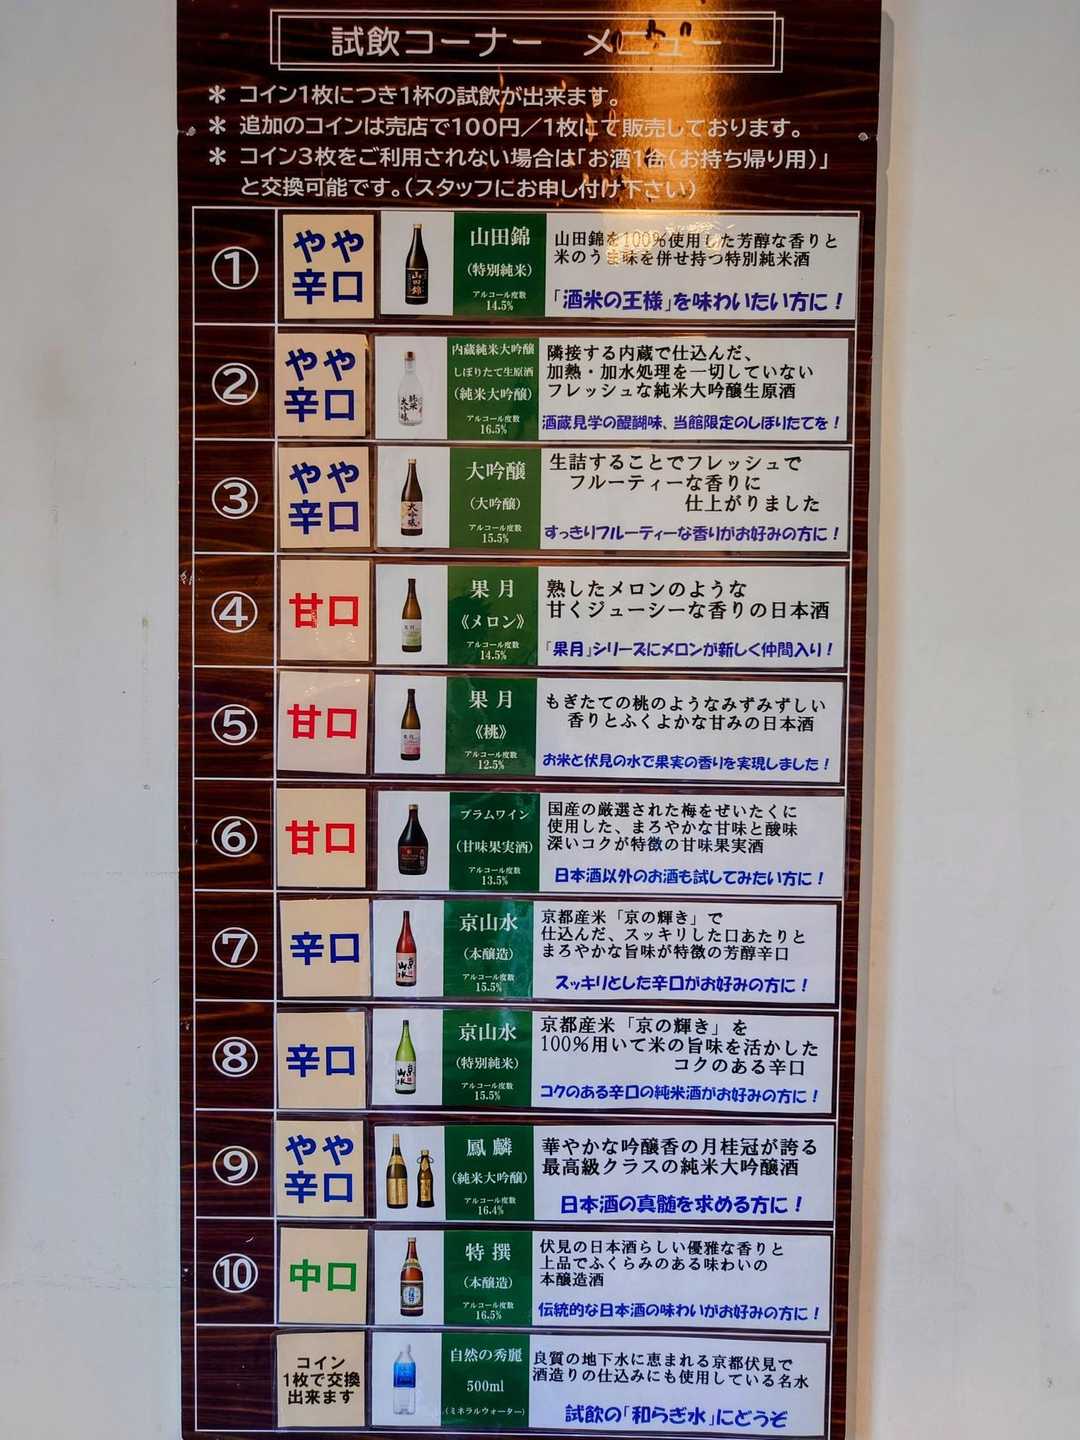 試飲コーナー メニュー
＊ コイン1枚につき1杯の試飲が出来ます。
＊ 追加のコインは売店で100円／1枚にて販売しております。
＊ コイン3枚をご利用されない場合は「お酒1合（お持ち帰り用）」
と交換可能です。（スタッフにお申し付け下さい）
①
やや
辛口
山田錦
山田錦
（特別純米）
アルコール度数
14.5%
山田錦を100%使用した芳醇な香りと
米のうま味を併せ持つ特別純米酒
「酒米の王様」を味わいたい方に！
②
やや
辛口
純米
大吟醸
内蔵純米大吟醸
しぼりたて生原酒
（純米大吟醸）
アルコール度数
16.5%
隣接する内蔵で仕込んだ、
加熱・加水処理を一切していない
フレッシュな純米大吟醸生原酒
酒蔵見学の醍醐味、当館限定のしぼりたてを！
③
やや
辛口
大吟醸
大吟醸
（大吟醸）
アルコール度数
15.5%
生詰することでフレッシュで
フルーティーな香りに
仕上がりました
すっきりフルーティーな香りがお好みの方に！
④
甘口
果月
果月
《メロン》
アルコール度数
14.5%
熟したメロンのような
甘くジューシーな香りの日本酒
「果月」シリーズにメロンが新しく仲間入り！
⑤
甘口
果月
果月
《桃》
アルコール度数
12.5%
もぎたての桃のようなみずみずしい
香りとふくよかな甘みの日本酒
お米と伏見の水で果実の香りを実現しました！
⑥
甘口
プラムワイン
（甘味果実酒）
アルコール度数
13.5%
国産の厳選された梅をぜいたくに
使用した、まろやかな甘味と酸味
深いコクが特徴の甘味果実酒
日本酒以外のお酒も試してみたい方に！
⑦
辛口
京山水
京山水
（本醸造）
アルコール度数
15.5%
京都産米「京の輝き」で
仕込んだ、スッキリした口あたりと
まろやかな旨味が特徴の芳醇辛口
スッキリとした辛口がお好みの方に！
⑧
辛口
京山水
京山水
（特別純米）
アルコール度数
15.5%
京都産米「京の輝き」を
100%用いて米の旨味を活かした
コクのある辛口
コクのある辛口の純米酒がお好みの方に！
⑨
やや
辛口
鳳麟
（純米大吟醸）
アルコール度数
16.4%
華やかな吟醸香の月桂冠が誇る
最高級クラスの純米大吟醸酒
日本酒の真髄を求める方に！
⑩
中口
特撰
（本醸造）
アルコール度数
16.5%
伏見の日本酒らしい優雅な香りと
上品でふくらみのある味わいの
本醸造酒
伝統的な日本酒の味わいがお好みの方に！
コイン
1枚で交換
出来ます
自然の秀麗
500ml
（ミネラルウォーター）
良質の地下水に恵まれる京都伏見で
酒造りの仕込みにも使用している名水
試飲の「和らぎ水」にどうぞ